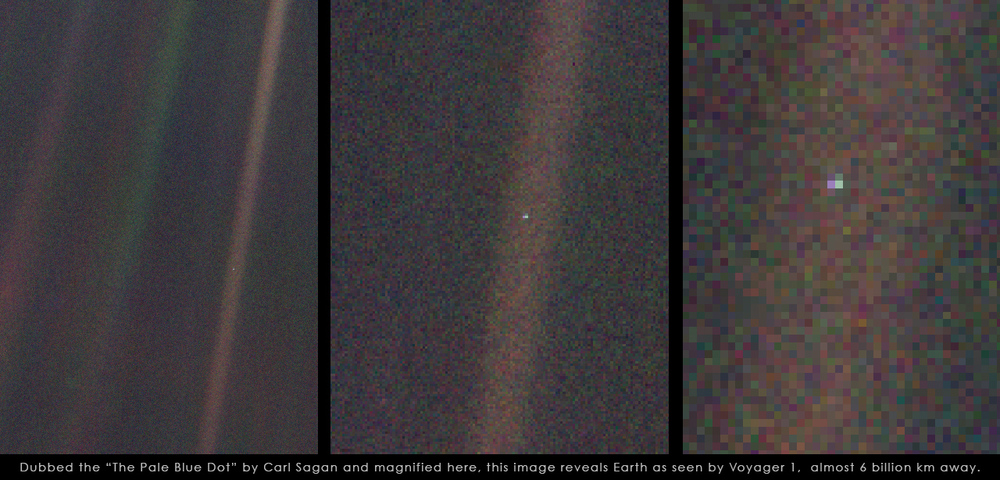 Dubbed the “The Pale Blue Dot” by Carl Sagan and magnified here, this image reveals Earth as seen by Voyager 1, almost 6 billion km away.